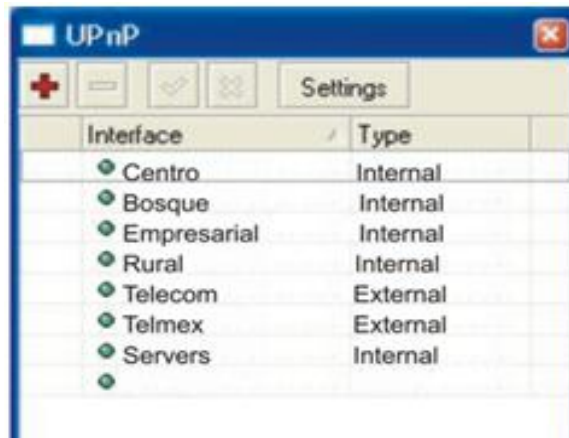 UPnP
Settings
Interface Type
Centro Internal
Bosque Internal
Empresarial Internal
Rural Internal
Telecom External
Telmex External
Servers Internal